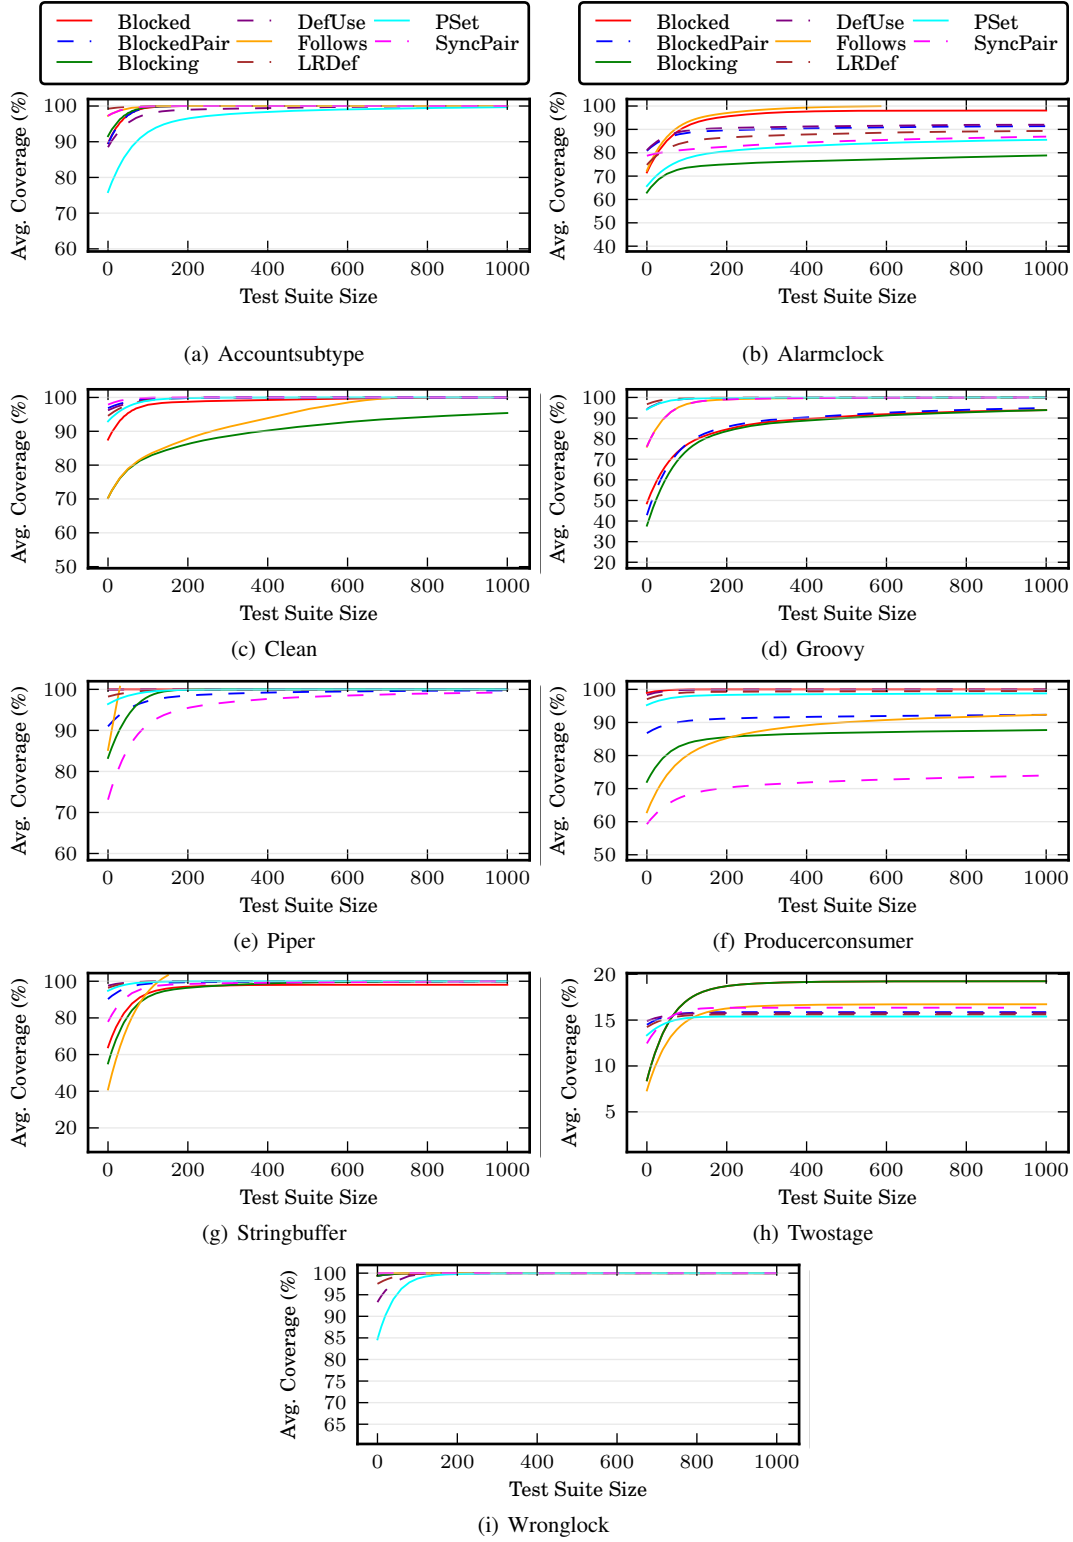 Blocked DefUse PSet
BlockedPair Follows SyncPair
Blocking LRDef
Blocked DefUse PSet
BlockedPair Follows SyncPair
Blocking LRDef
Avg. Coverage (%)
100
90
80
70
60
0 200 400 600 800 1000
Test Suite Size
(a) Accountsubtype
Avg. Coverage (%)
100
90
80
70
60
50
40
0 200 400 600 800 1000
Test Suite Size
(b) Alarmclock
Avg. Coverage (%)
100
90
80
70
60
50
0 200 400 600 800 1000
Test Suite Size
(c) Clean
Avg. Coverage (%)
100
90
80
70
60
50
40
30
20
0 200 400 600 800 1000
Test Suite Size
(d) Groovy
Avg. Coverage (%)
100
90
80
70
60
0 200 400 600 800 1000
Test Suite Size
(e) Piper
Avg. Coverage (%)
100
90
80
70
60
50
0 200 400 600 800 1000
Test Suite Size
(f) Producerconsumer
Avg. Coverage (%)
100
80
60
40
20
0 200 400 600 800 1000
Test Suite Size
(g) Stringbuffer
Avg. Coverage (%)
20
15
10
5
0 200 400 600 800 1000
Test Suite Size
(h) Twostage
Avg. Coverage (%)
100
95
90
85
80
75
70
65
0 200 400 600 800 1000
Test Suite Size
(i) Wronglock